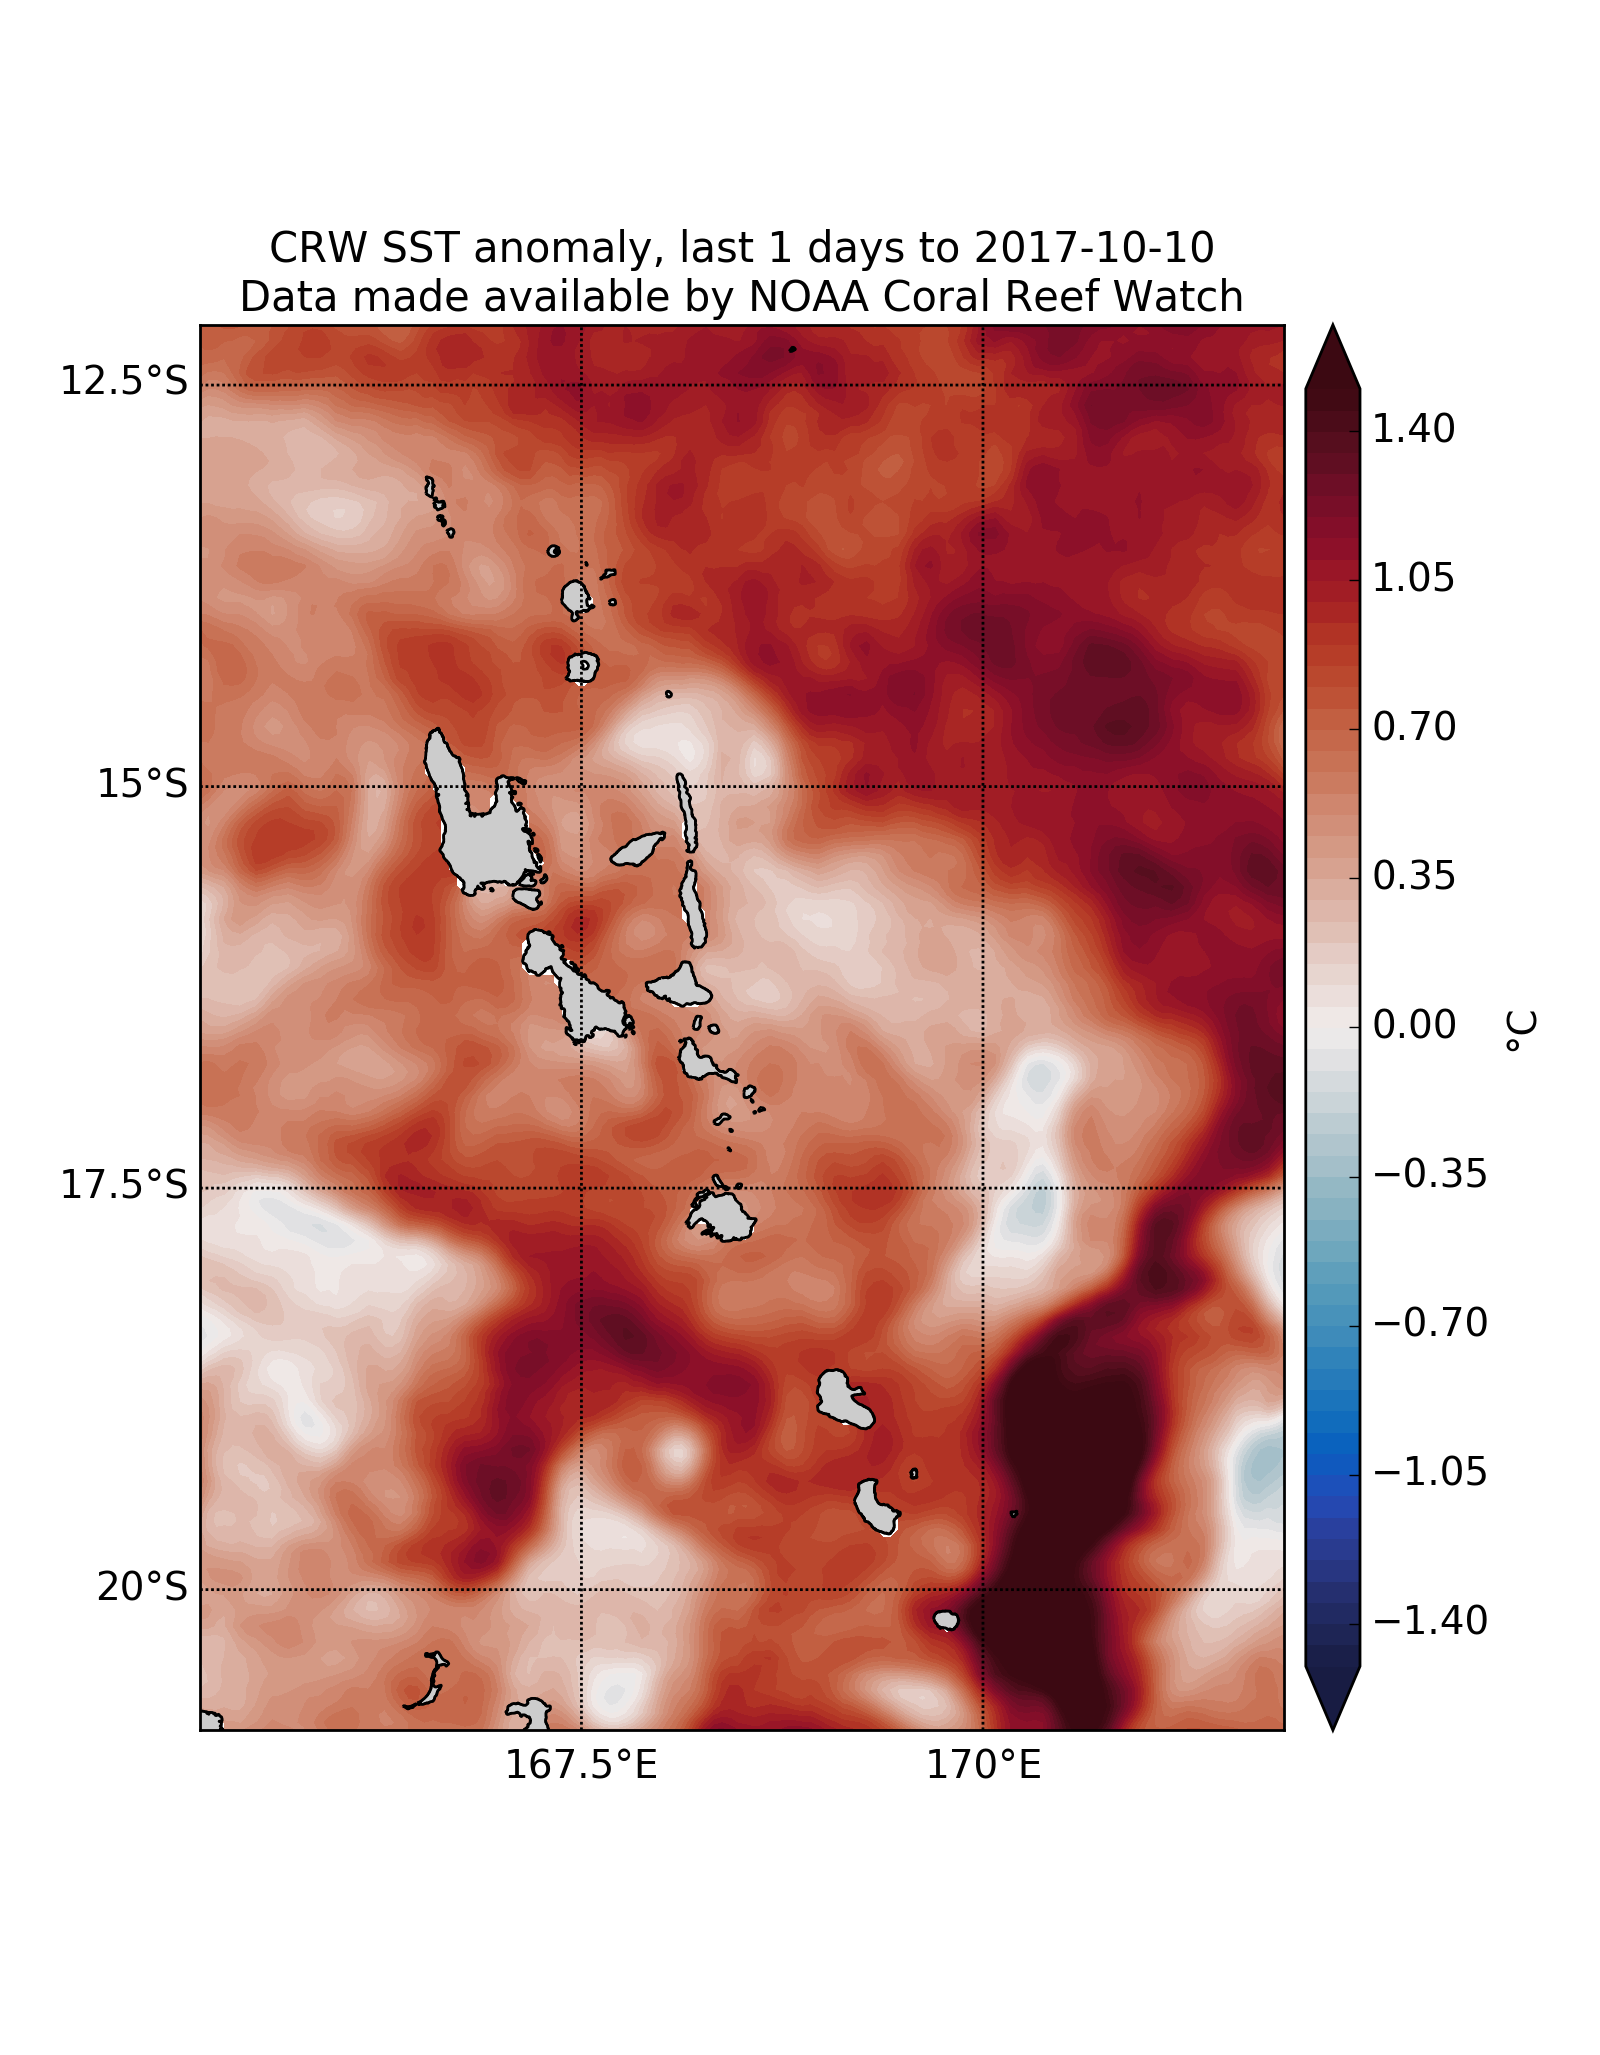 CRW SST anomaly, last 1 days to 2017-10-10
Data made available by NOAA Coral Reef Watch
12.5°S
15°S
17.5°S
20°S
167.5°E
170°E
1.40
1.05
0.70
0.35
0.00
−0.35
−0.70
−1.05
−1.40
°C